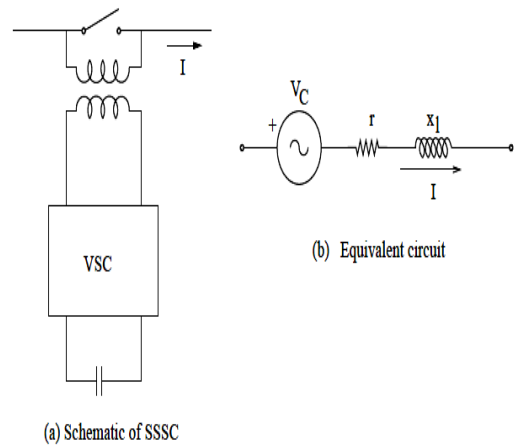 I
VSC
(a) Schematic of SSSC
V_C
+
r
x_1
I
(b) Equivalent circuit